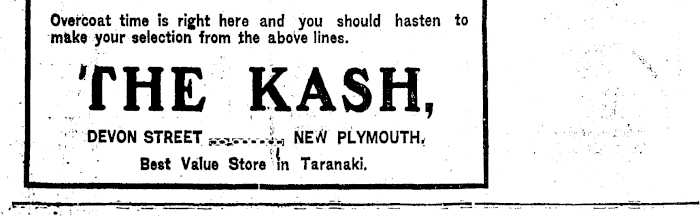 Overcoat time is right here and you should hasten to
make your selection from the above lines.
THE KASH,
DEVON STREET NEW PLYMOUTH.
Best Value Store in Taranaki.